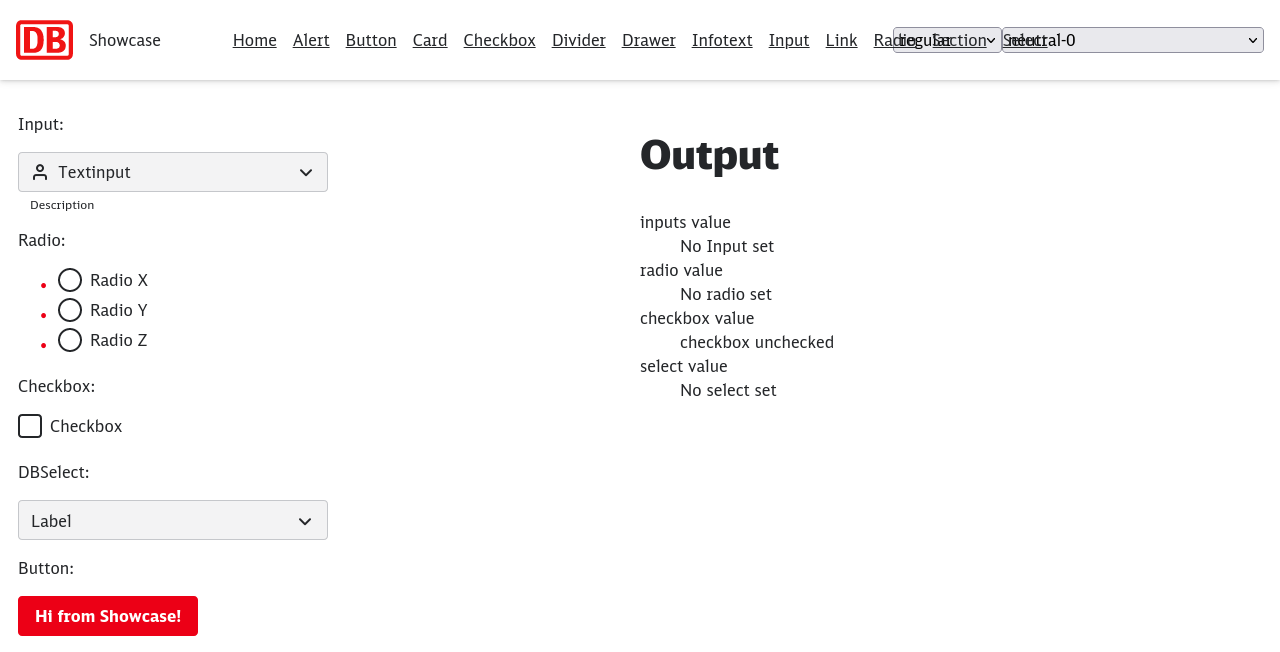 DB Showcase Home Alert Button Card Checkbox Divider Drawer Infotext Input Link Radio Section Select regular neutral-0
Input:
Textinput
Description
Radio:
Radio X
Radio Y
Radio Z
Checkbox:
Checkbox
DBSelect:
Label
Button:
Hi from Showcase!
Output
inputs value
No Input set
radio value
No radio set
checkbox value
checkbox unchecked
select value
No select set